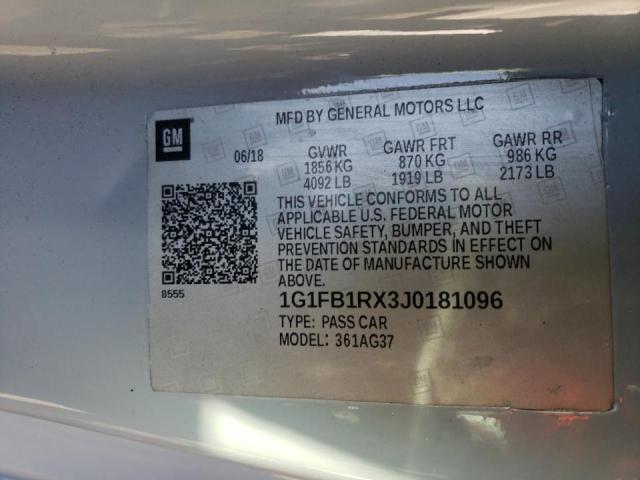 MFD BY GENERAL MOTORS LLC
GM
06/18 GVWR GAWR FRT GAWR RR
1856 KG 870 KG 986 KG
4092 LB 1919 LB 2173 LB
THIS VEHICLE CONFORMS TO ALL
APPLICABLE U.S. FEDERAL MOTOR
VEHICLE SAFETY, BUMPER, AND THEFT
PREVENTION STANDARDS IN EFFECT ON
THE DATE OF MANUFACTURE SHOWN
ABOVE.
8555
1G1FB1RX3J0181096
TYPE: PASS CAR
MODEL: 361AG37